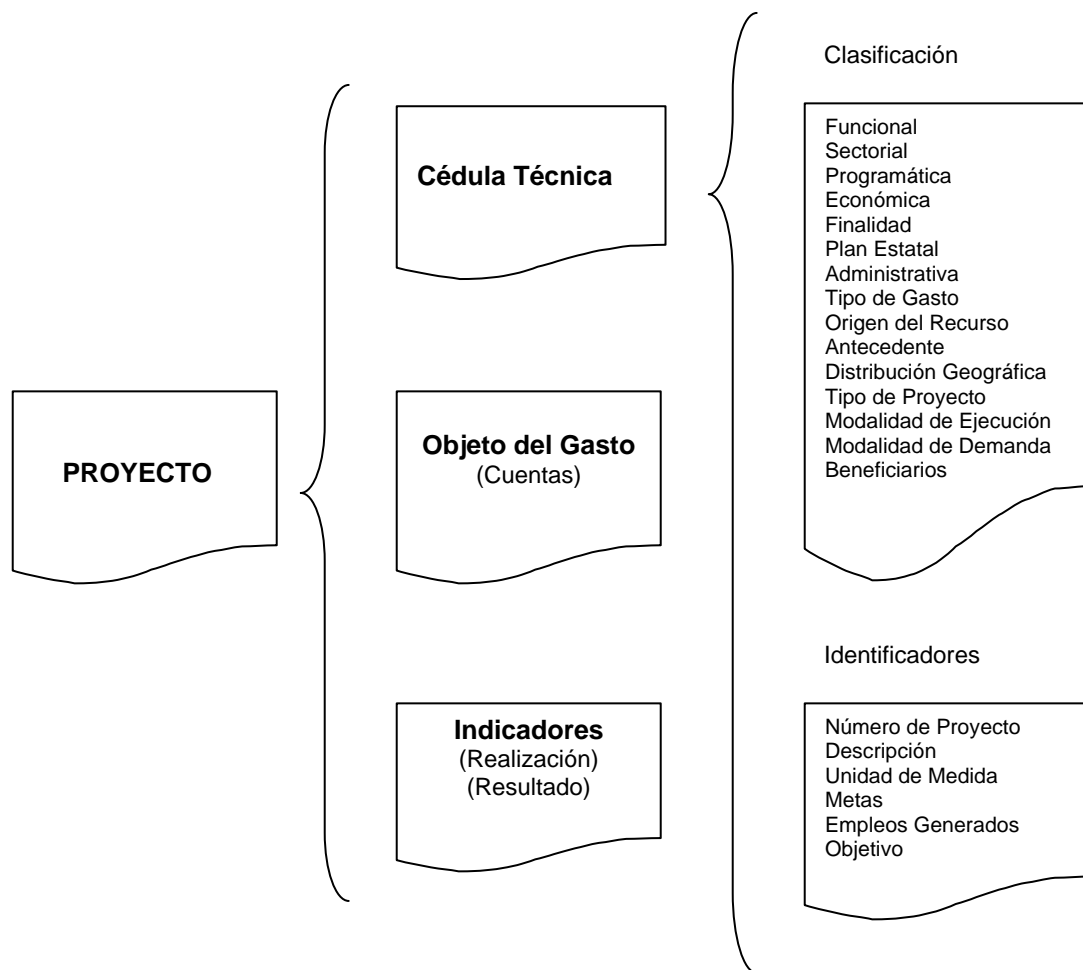 PROYECTO
Cédula Técnica
Objeto del Gasto
(Cuentas)
Indicadores
(Realización)
(Resultado)
Clasificación
Funcional
Sectorial
Programática
Económica
Finalidad
Plan Estatal
Administrativa
Tipo de Gasto
Origen del Recurso
Antecedente
Distribución Geográfica
Tipo de Proyecto
Modalidad de Ejecución
Modalidad de Demanda
Beneficiarios
Identificadores
Número de Proyecto
Descripción
Unidad de Medida
Metas
Empleos Generados
Objetivo